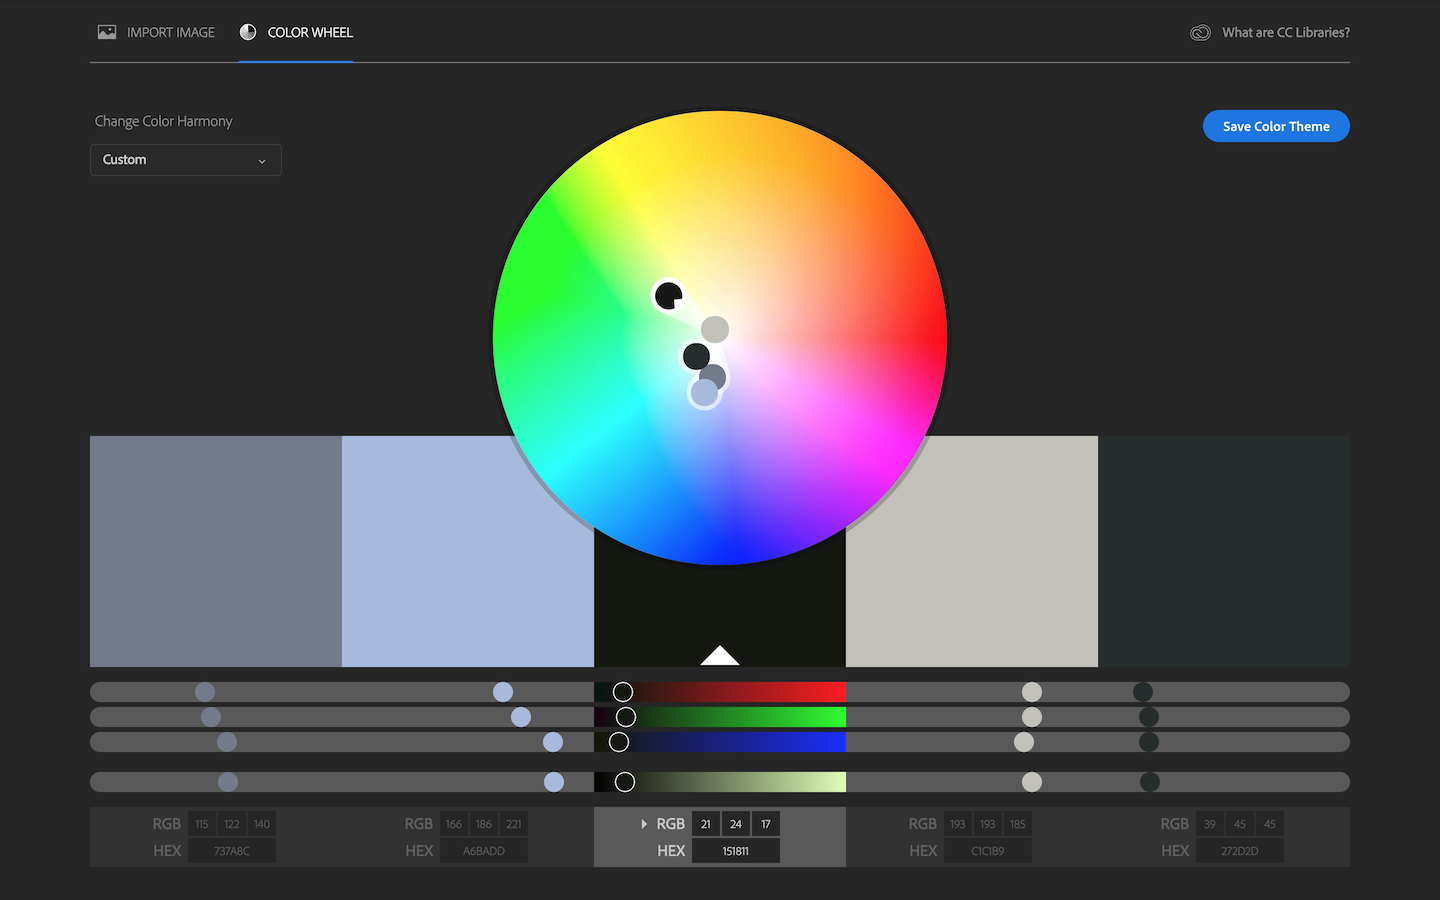 IMPORT IMAGE
COLOR WHEEL
What are CC Libraries?
Change Color Harmony
Custom
Save Color Theme
RGB 115 122 140
HEX 737A8C
RGB 166 186 221
HEX A6BADD
RGB 21 24 17
HEX 151811
RGB 193 193 185
HEX C1C1B9
RGB 39 45 45
HEX 272D2D